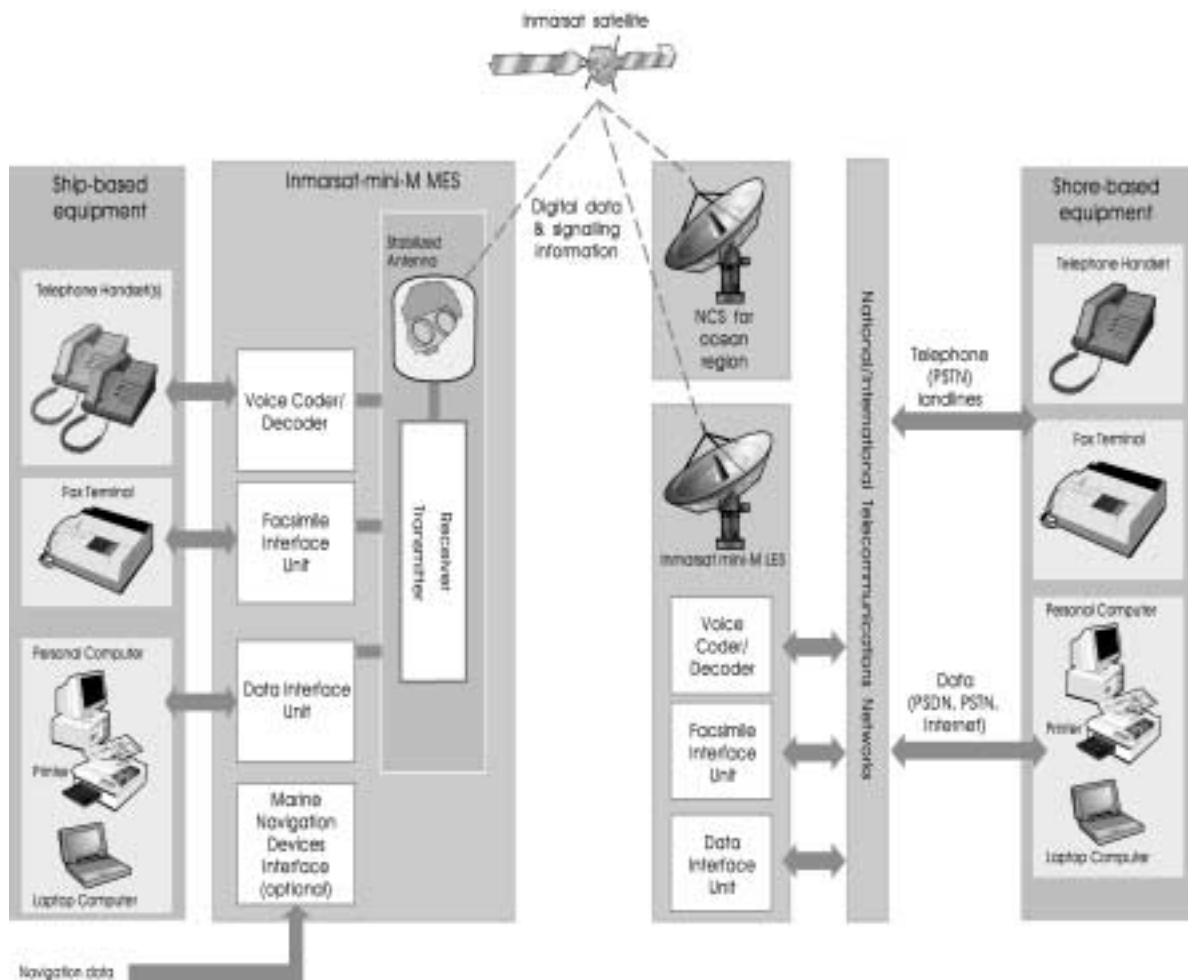 Inmarsat satellite
Ship-based
equipment
Telephone Handset(s)
Fax Terminal
Personal Computer
Printer
Laptop Computer
Navigation data
Inmarsat-mini-M MES
Stabilized
Antenna
Voice Coder/
Decoder
Facsimile
Interface
Unit
Data Interface
Unit
Marine
Navigation
Devices
Interface
(optional)
Receiver
Transmitter
Digital data
& signalling
information
NCS for
ocean
region
Inmarsat mini-M LES
Voice
Coder/
Decoder
Facsimile
Interface
Unit
Data
Interface
Unit
National/International Telecommunications Networks
Telephone
(PSTN)
landlines
Data
(PSDN, PSTN,
Internet)
Shore-based
equipment
Telephone Handset
Fax Terminal
Personal Computer
Printer
Laptop Computer